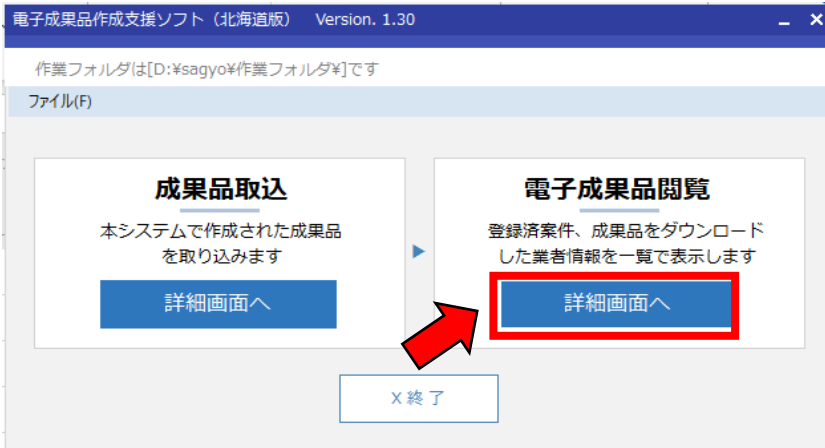 電子成果品作成支援ソフト（北海道版） Version. 1.30
作業フォルダは[D:¥sagyo¥作業フォルダ¥]です
ファイル(F)
成果品取込
本システムで作成された成果品
を取り込みます
詳細画面へ
電子成果品閲覧
登録済案件、成果品をダウンロード
した業者情報を一覧で表示します
詳細画面へ
X 終 了